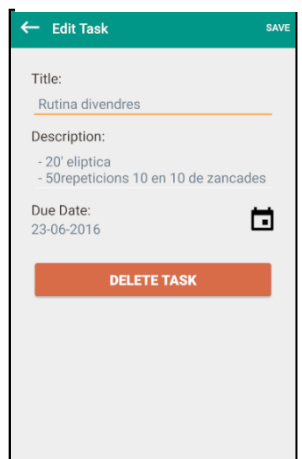 Edit Task SAVE
Title:
Rutina divendres
Description:
- 20' eliptica
- 50repeticions 10 en 10 de zancades
Due Date:
23-06-2016
DELETE TASK